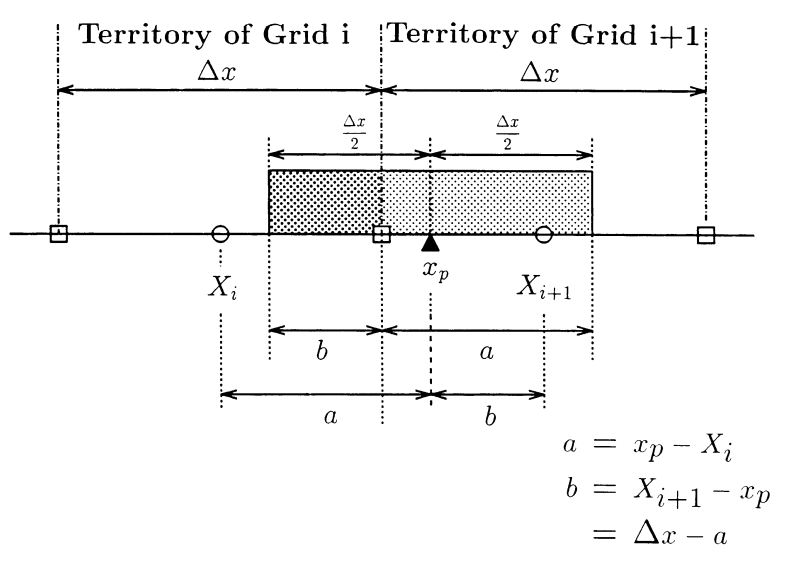 Territory of Grid i Territory of Grid i+1
Δx Δx
Δx/2 Δx/2
x_p
X_i X_{i+1}
b a
a b
a = x_p − X_i
b = X_{i+1} − x_p
= Δx − a